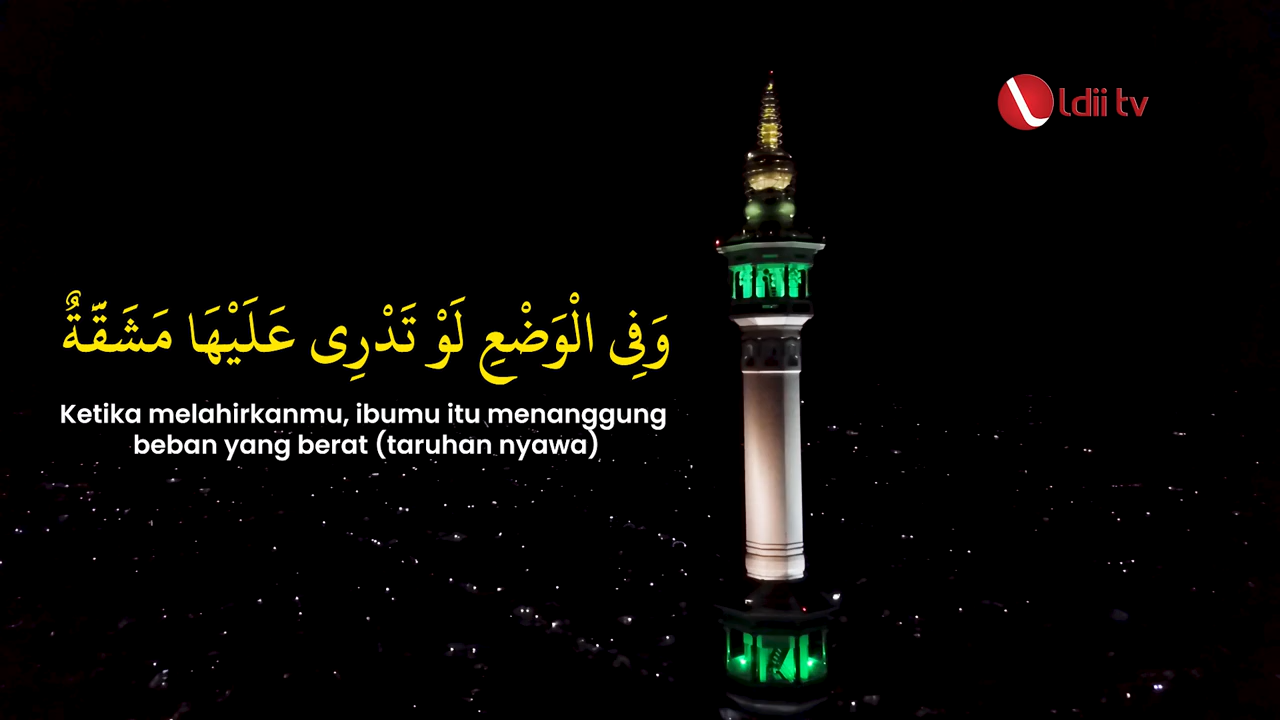 ldii tv
وَفِى الْوَضْعِ لَوْ تَدْرِى عَلَيْهَا مَشَقَّةٌ
Ketika melahirkanmu, ibumu itu menanggung
beban yang berat (taruhan nyawa)